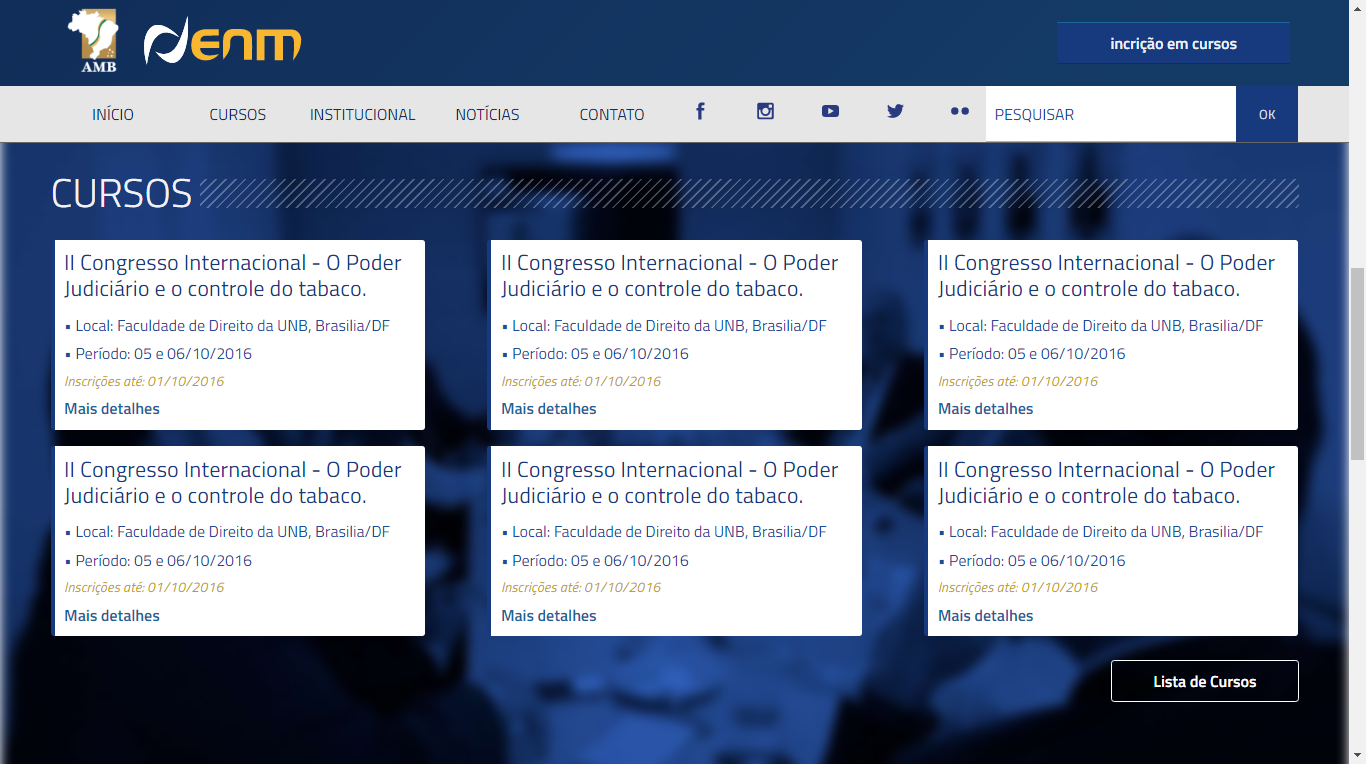 AMB
enm
incrição em cursos
INÍCIO CURSOS INSTITUCIONAL NOTÍCIAS CONTATO PESQUISAR OK
CURSOS
II Congresso Internacional - O Poder
Judiciário e o controle do tabaco.
▪ Local: Faculdade de Direito da UNB, Brasilia/DF
▪ Período: 05 e 06/10/2016
Inscrições até: 01/10/2016
Mais detalhes
II Congresso Internacional - O Poder
Judiciário e o controle do tabaco.
▪ Local: Faculdade de Direito da UNB, Brasilia/DF
▪ Período: 05 e 06/10/2016
Inscrições até: 01/10/2016
Mais detalhes
II Congresso Internacional - O Poder
Judiciário e o controle do tabaco.
▪ Local: Faculdade de Direito da UNB, Brasilia/DF
▪ Período: 05 e 06/10/2016
Inscrições até: 01/10/2016
Mais detalhes
II Congresso Internacional - O Poder
Judiciário e o controle do tabaco.
▪ Local: Faculdade de Direito da UNB, Brasilia/DF
▪ Período: 05 e 06/10/2016
Inscrições até: 01/10/2016
Mais detalhes
II Congresso Internacional - O Poder
Judiciário e o controle do tabaco.
▪ Local: Faculdade de Direito da UNB, Brasilia/DF
▪ Período: 05 e 06/10/2016
Inscrições até: 01/10/2016
Mais detalhes
II Congresso Internacional - O Poder
Judiciário e o controle do tabaco.
▪ Local: Faculdade de Direito da UNB, Brasilia/DF
▪ Período: 05 e 06/10/2016
Inscrições até: 01/10/2016
Mais detalhes
Lista de Cursos